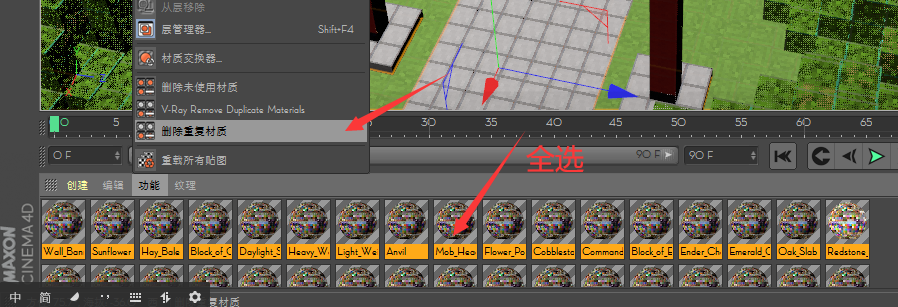 从层移除
层管理器... Shift+F4
材质交换器...
删除未使用材质
V-Ray Remove Duplicate Materials
删除重复材质
重载所有贴图
0 5 30 35 40 45 50 55 60 65
0 F 90 F 90 F
全选
创建 编辑 功能 纹理
Wall_Ban Sunflower Hay_Bale Block_of_C Daylight_S Heavy_W Light_We Anvil Mob_Hea Flower_Po Cobblesto Command Block_of_E Ender_Che Emerald_C Oak_Slab Redstone_
MAXON
CINEMA 4D
中 简
复材质